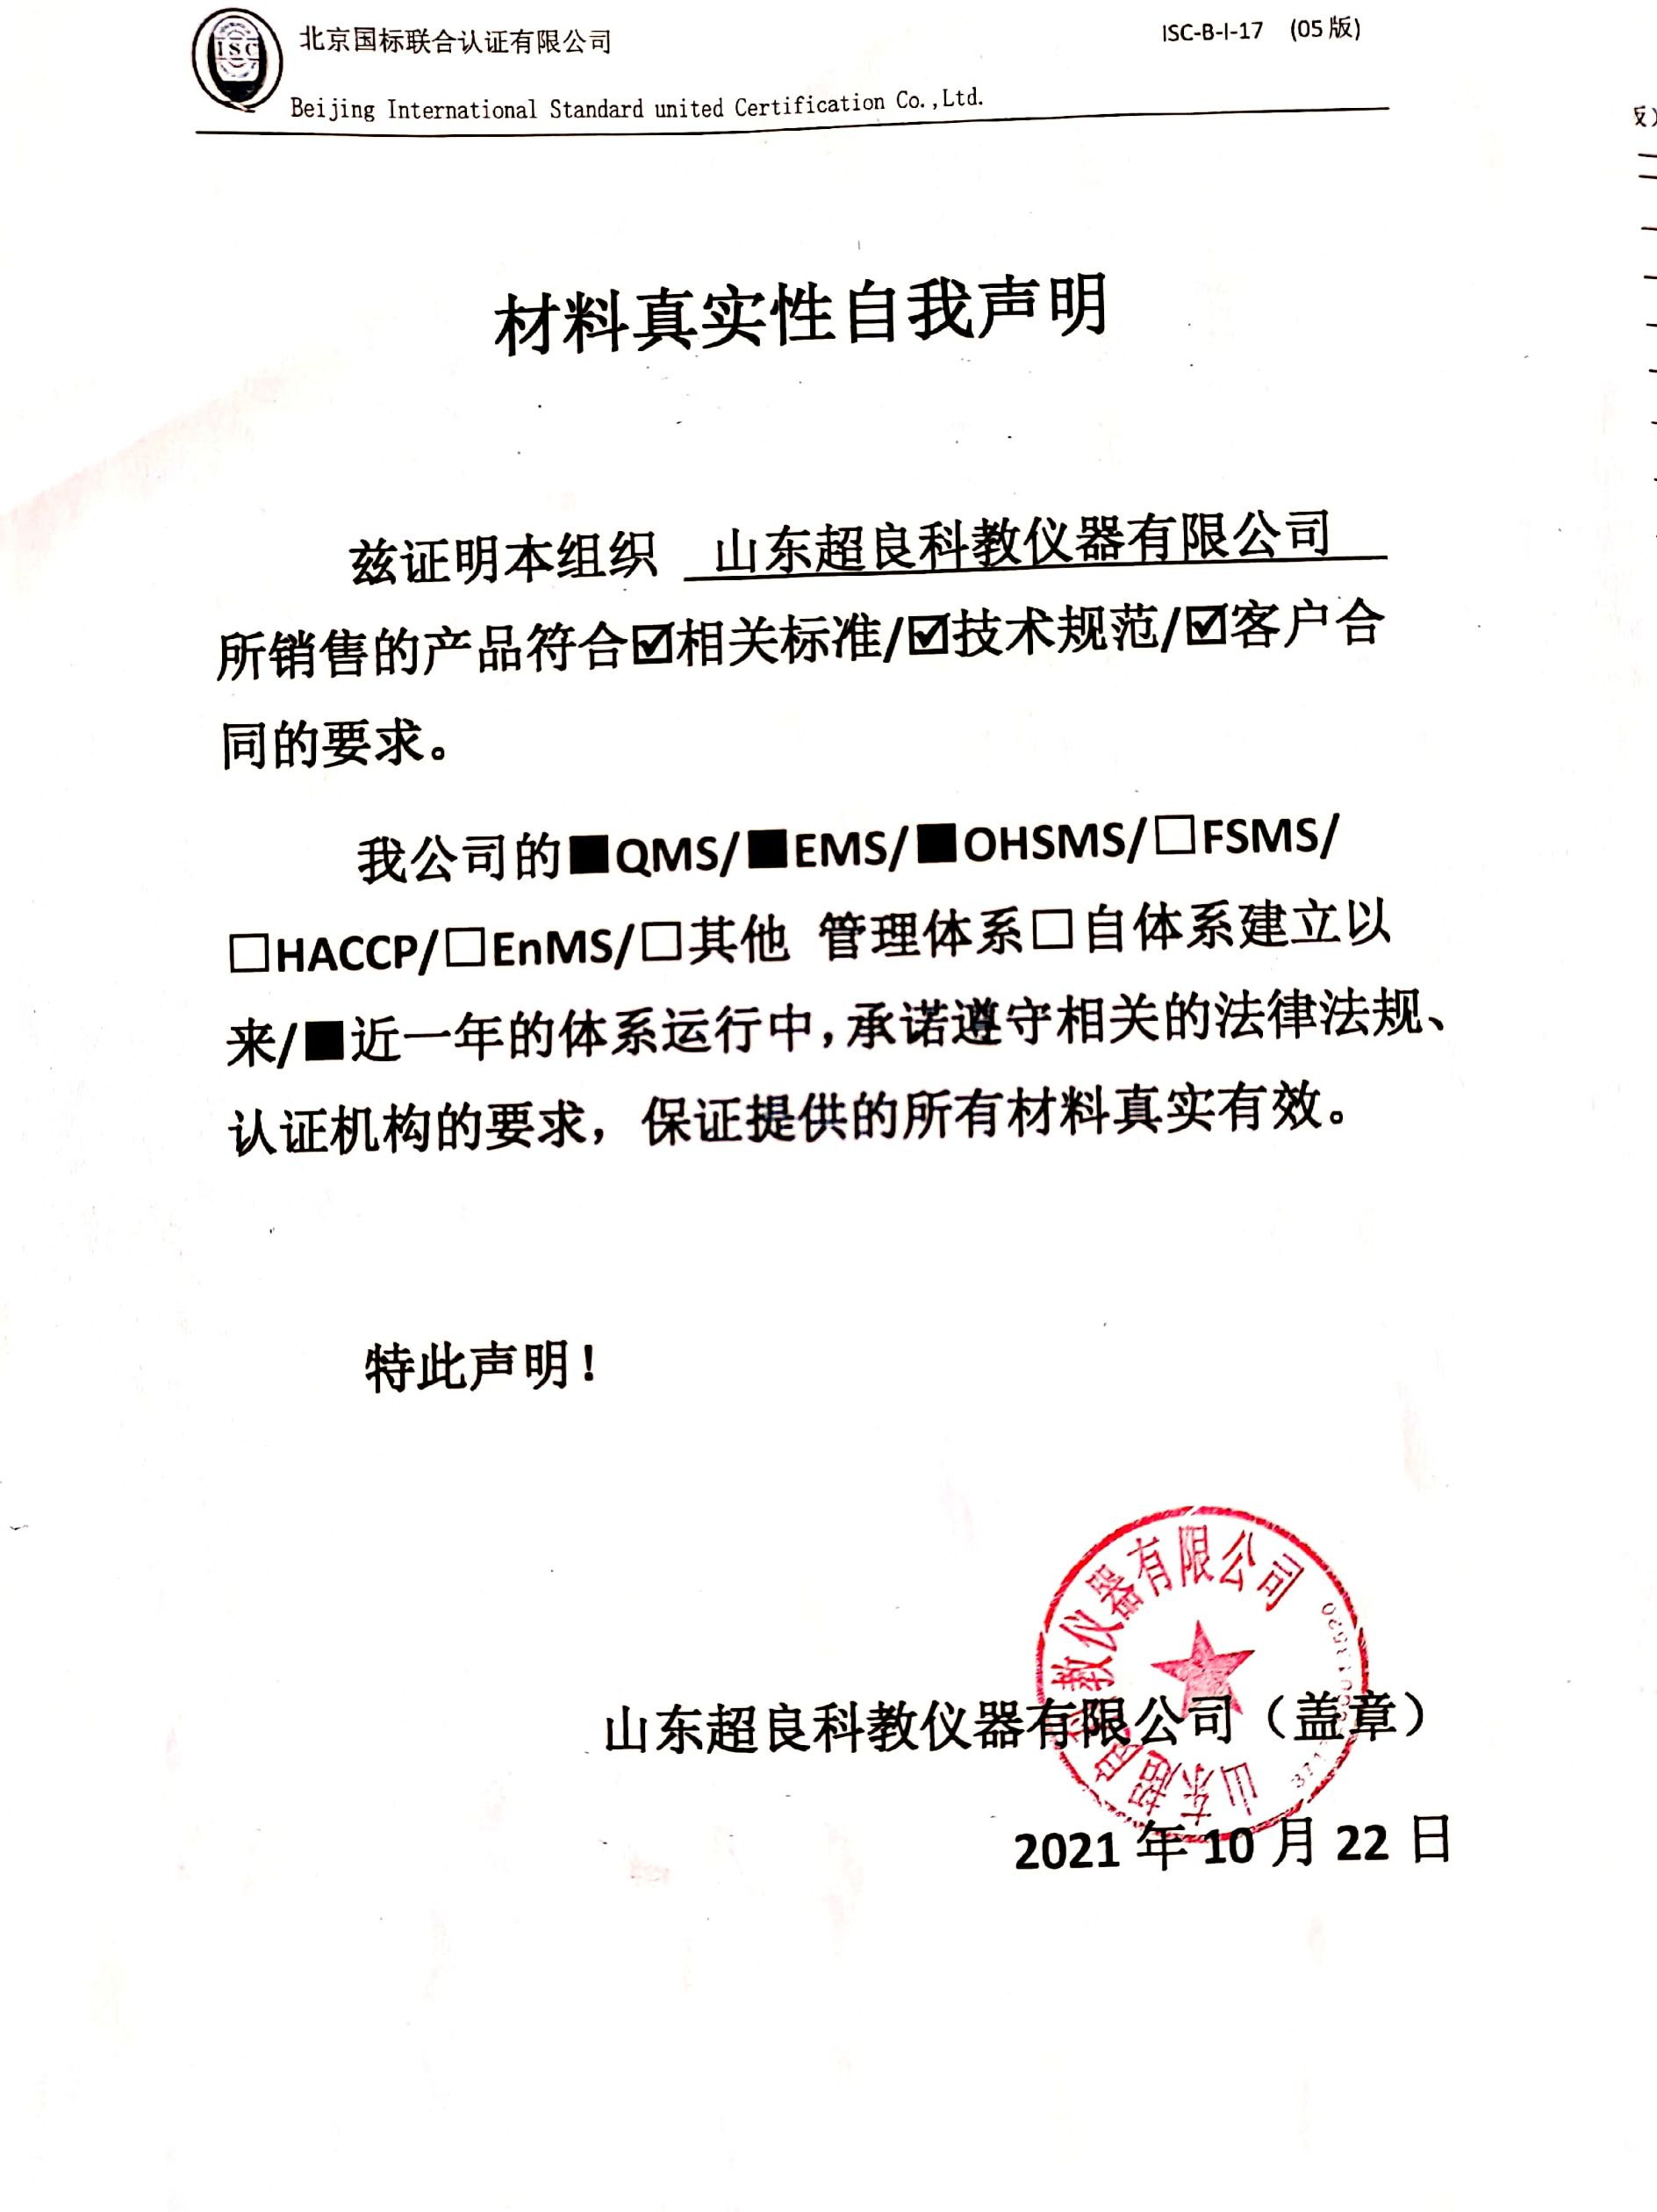 ISC
北京国标联合认证有限公司
ISC-B-I-17 (05版)
Beijing International Standard united Certification Co.,Ltd.
材料真实性自我声明
兹证明本组织 山东超良科教仪器有限公司
所销售的产品符合☑相关标准/☑技术规范/☑客户合
同的要求。
我公司的■QMS/■EMS/■OHSMS/□FSMS/
□HACCP/□EnMS/□其他 管理体系□自体系建立以
来/■近一年的体系运行中,承诺遵守相关的法律法规、
认证机构的要求，保证提供的所有材料真实有效。
特此声明！
山东超良科教仪器有限公司
山东超良科教仪器有限公司（盖章）
2021 年 10 月 22 日